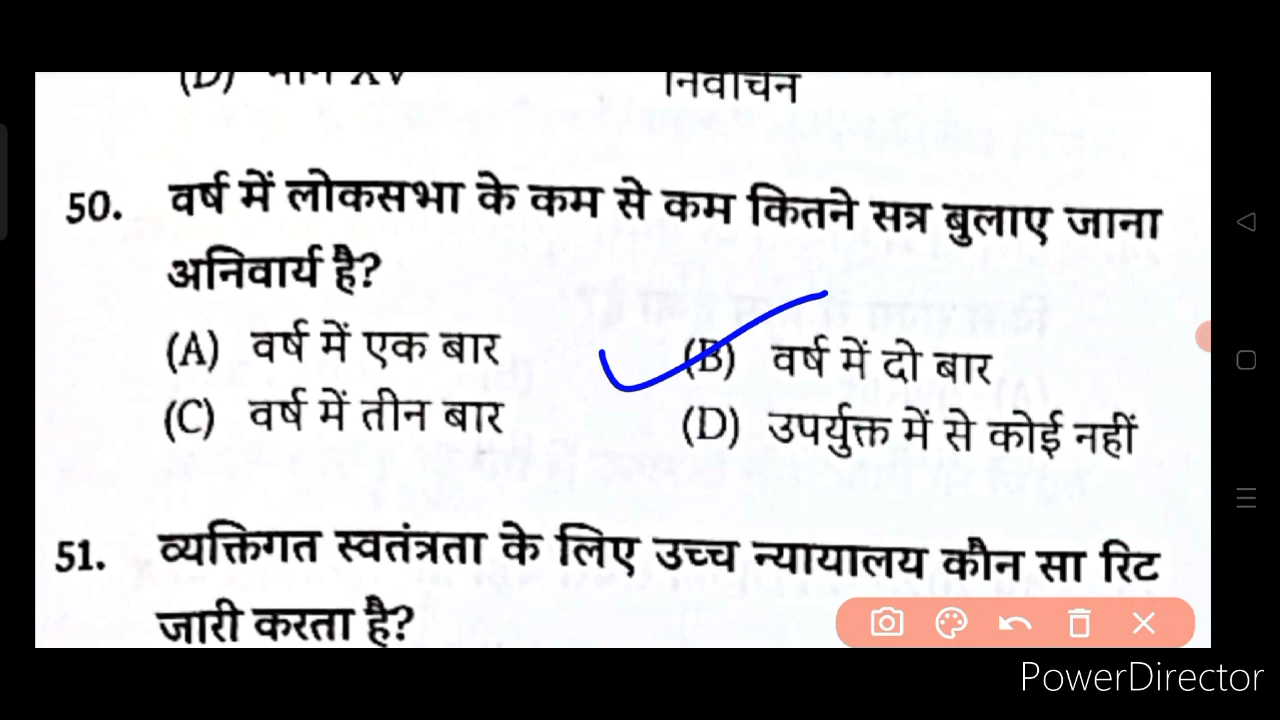 (D) भाग XV निर्वाचन
50. वर्ष में लोकसभा के कम से कम कितने सत्र बुलाए जाना
अनिवार्य है?
(A) वर्ष में एक बार (B) वर्ष में दो बार
(C) वर्ष में तीन बार (D) उपर्युक्त में से कोई नहीं
51. व्यक्तिगत स्वतंत्रता के लिए उच्च न्यायालय कौन सा रिट
जारी करता है?
PowerDirector